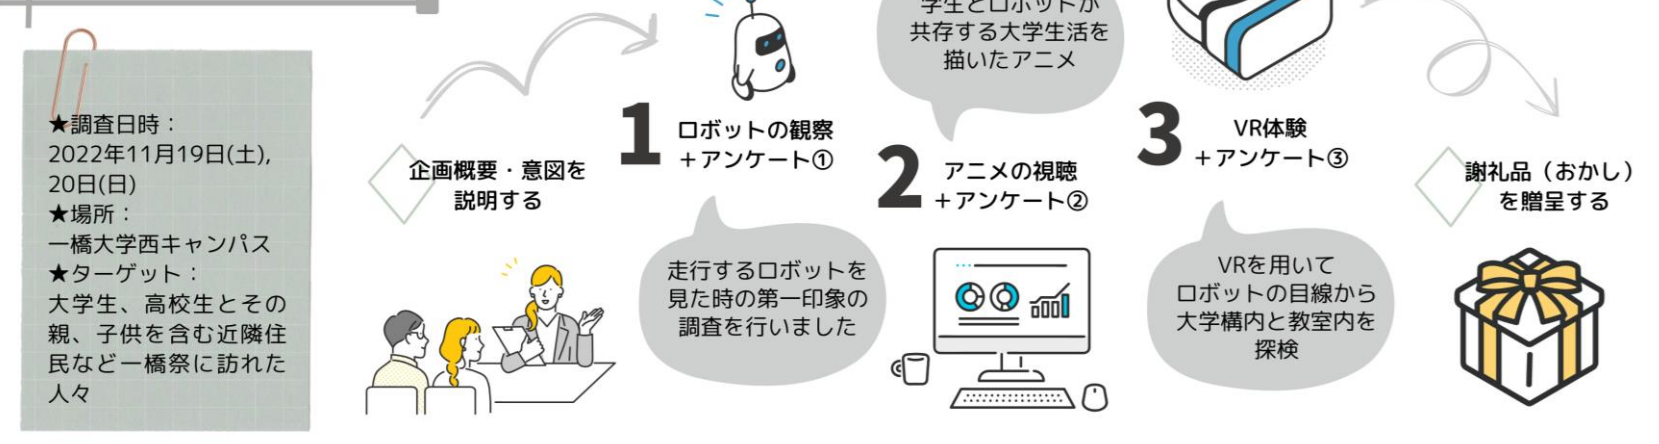 ★調査日時：
2022年11月19日(土),
20日(日)
★場所：
一橋大学西キャンパス
★ターゲット：
大学生、高校生とその
親、子供を含む近隣住
民など一橋祭に訪れた
人々
企画概要・意図を
説明する
1
ロボットの観察
＋アンケート①
走行するロボットを
見た時の第一印象の
調査を行いました
学生とロボットが
共存する大学生活を
描いたアニメ
2
アニメの視聴
＋アンケート②
3
VR体験
＋アンケート③
VRを用いて
ロボットの目線から
大学構内と教室内を
探検
謝礼品（おかし）
を贈呈する